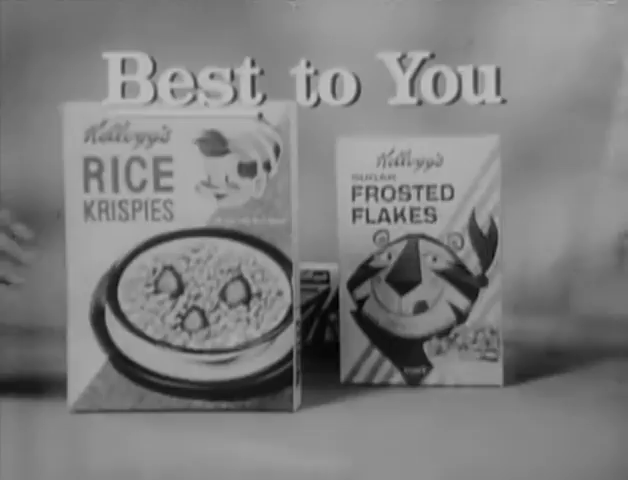 Best to You
Kellogg's
RICE
KRISPIES
Kellogg's
SUGAR
FROSTED
FLAKES